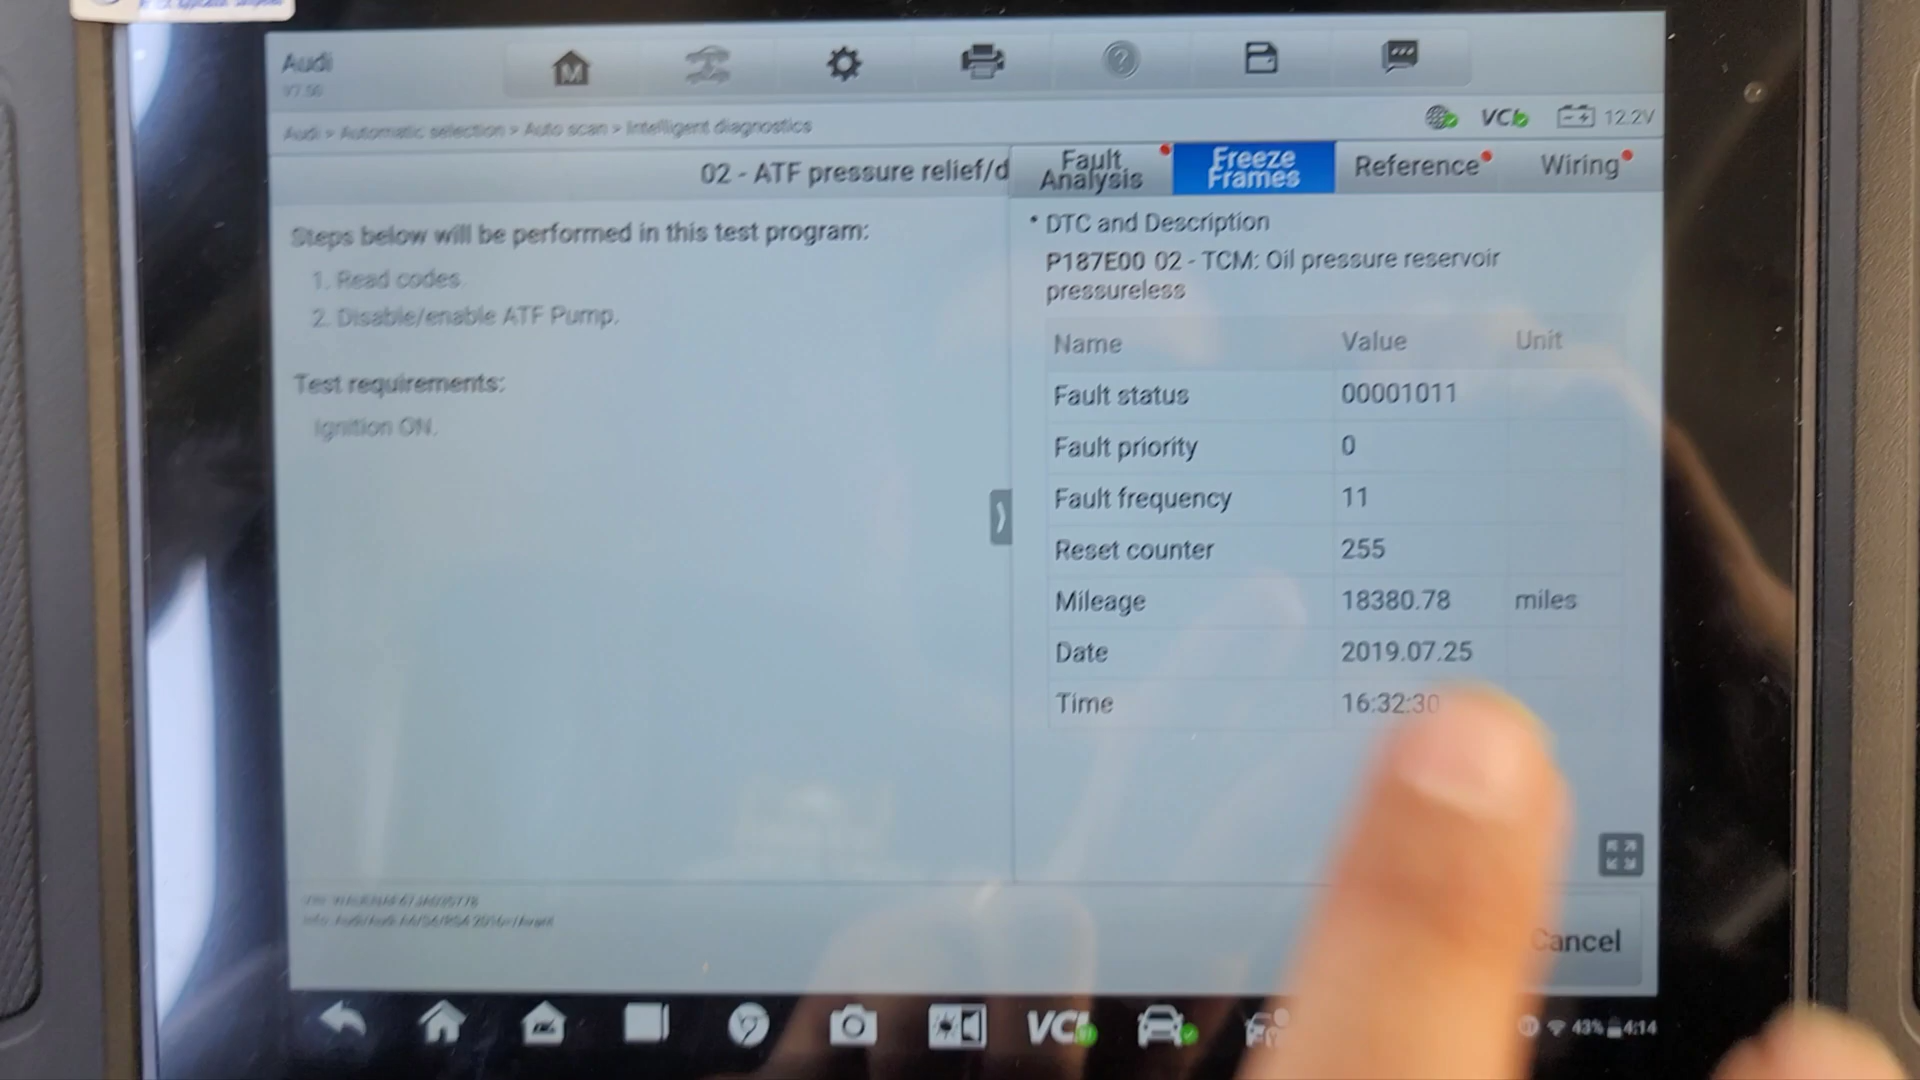 Audi
V7.50
12.2V
Audi > Automatic selection > Auto scan > Intelligent diagnostics
02 - ATF pressure relief/d
Fault Analysis
Freeze Frames
Reference
Wiring
Steps below will be performed in this test program:
1. Read codes
2. Disable/enable ATF Pump.
Test requirements:
Ignition ON.
• DTC and Description
P187E00 02 - TCM: Oil pressure reservoir
pressureless
Name Value Unit
Fault status 00001011
Fault priority 0
Fault frequency 11
Reset counter 255
Mileage 18380.78 miles
Date 2019.07.25
Time 16:32:30
Cancel
VCI
43% 4:14